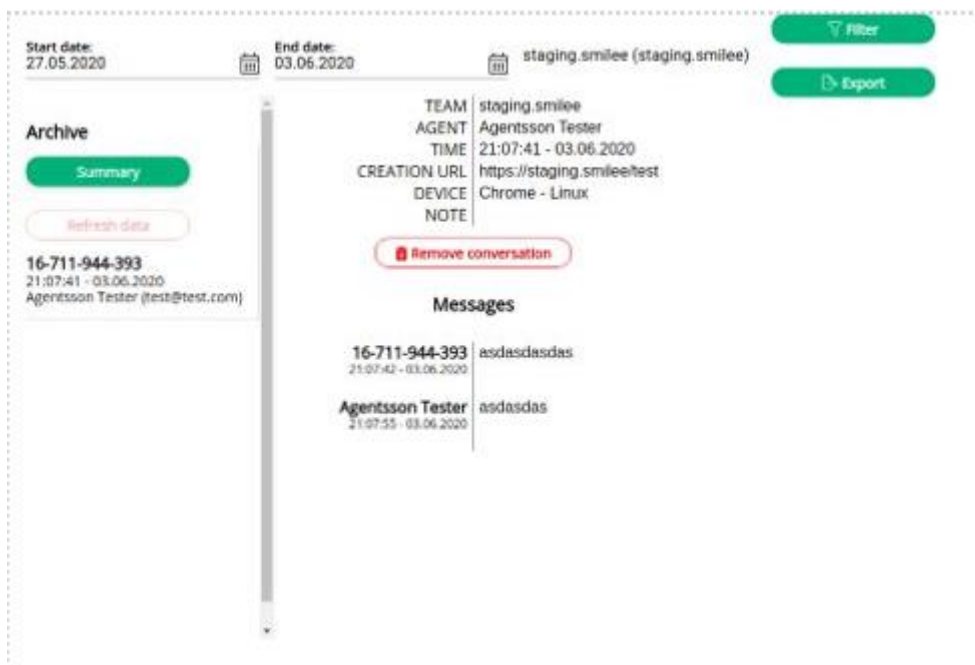 Start date:
27.05.2020
End date:
03.06.2020
staging.smilee (staging.smilee)
Filter
Export
Archive
Summary
Refresh data
16-711-944-393
21:07:41 - 03.06.2020
Agentsson Tester (test@test.com)
TEAM staging.smilee
AGENT Agentsson Tester
TIME 21:07:41 - 03.06.2020
CREATION URL https://staging.smilee/test
DEVICE Chrome - Linux
NOTE
Remove conversation
Messages
16-711-944-393 asdasdasdas
21:07:42 - 03.06.2020
Agentsson Tester asdasdas
21:07:55 - 03.06.2020